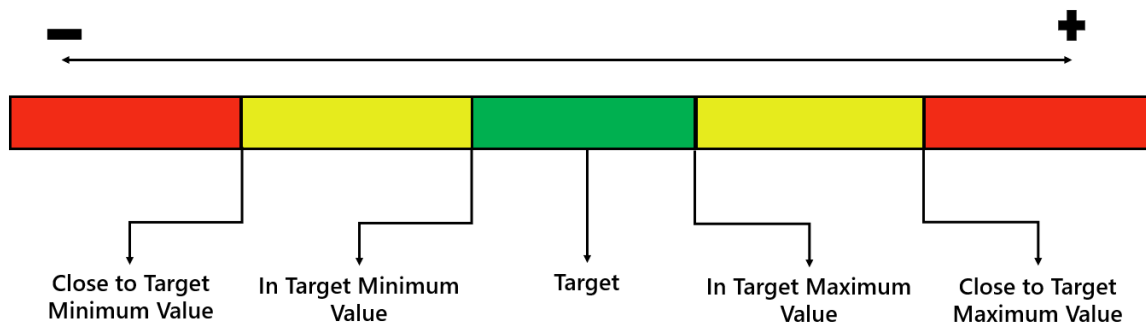 − +
Close to Target
Minimum Value
In Target Minimum
Value
Target
In Target Maximum
Value
Close to Target
Maximum Value